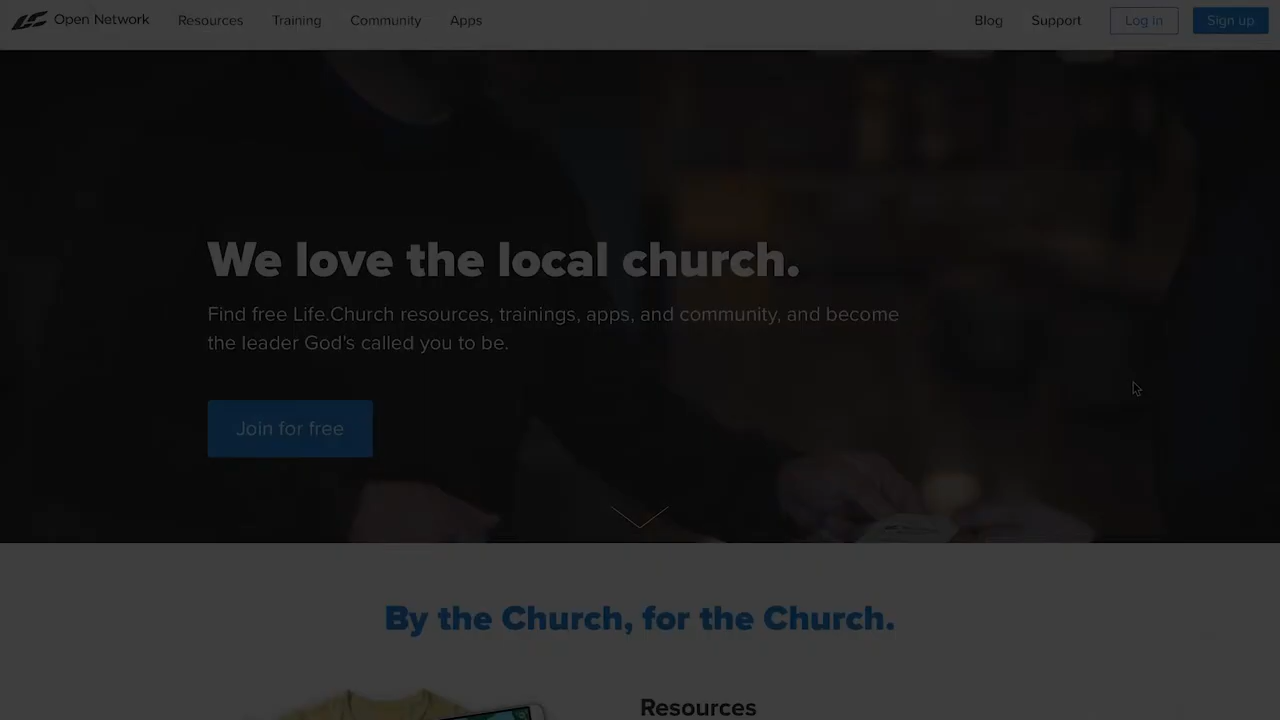 Open Network
Resources
Training
Community
Apps
Blog
Support
Log in
Sign up
We love the local church.
Find free Life.Church resources, trainings, apps, and community, and become
the leader God's called you to be.
Join for free
By the Church, for the Church.
Resources